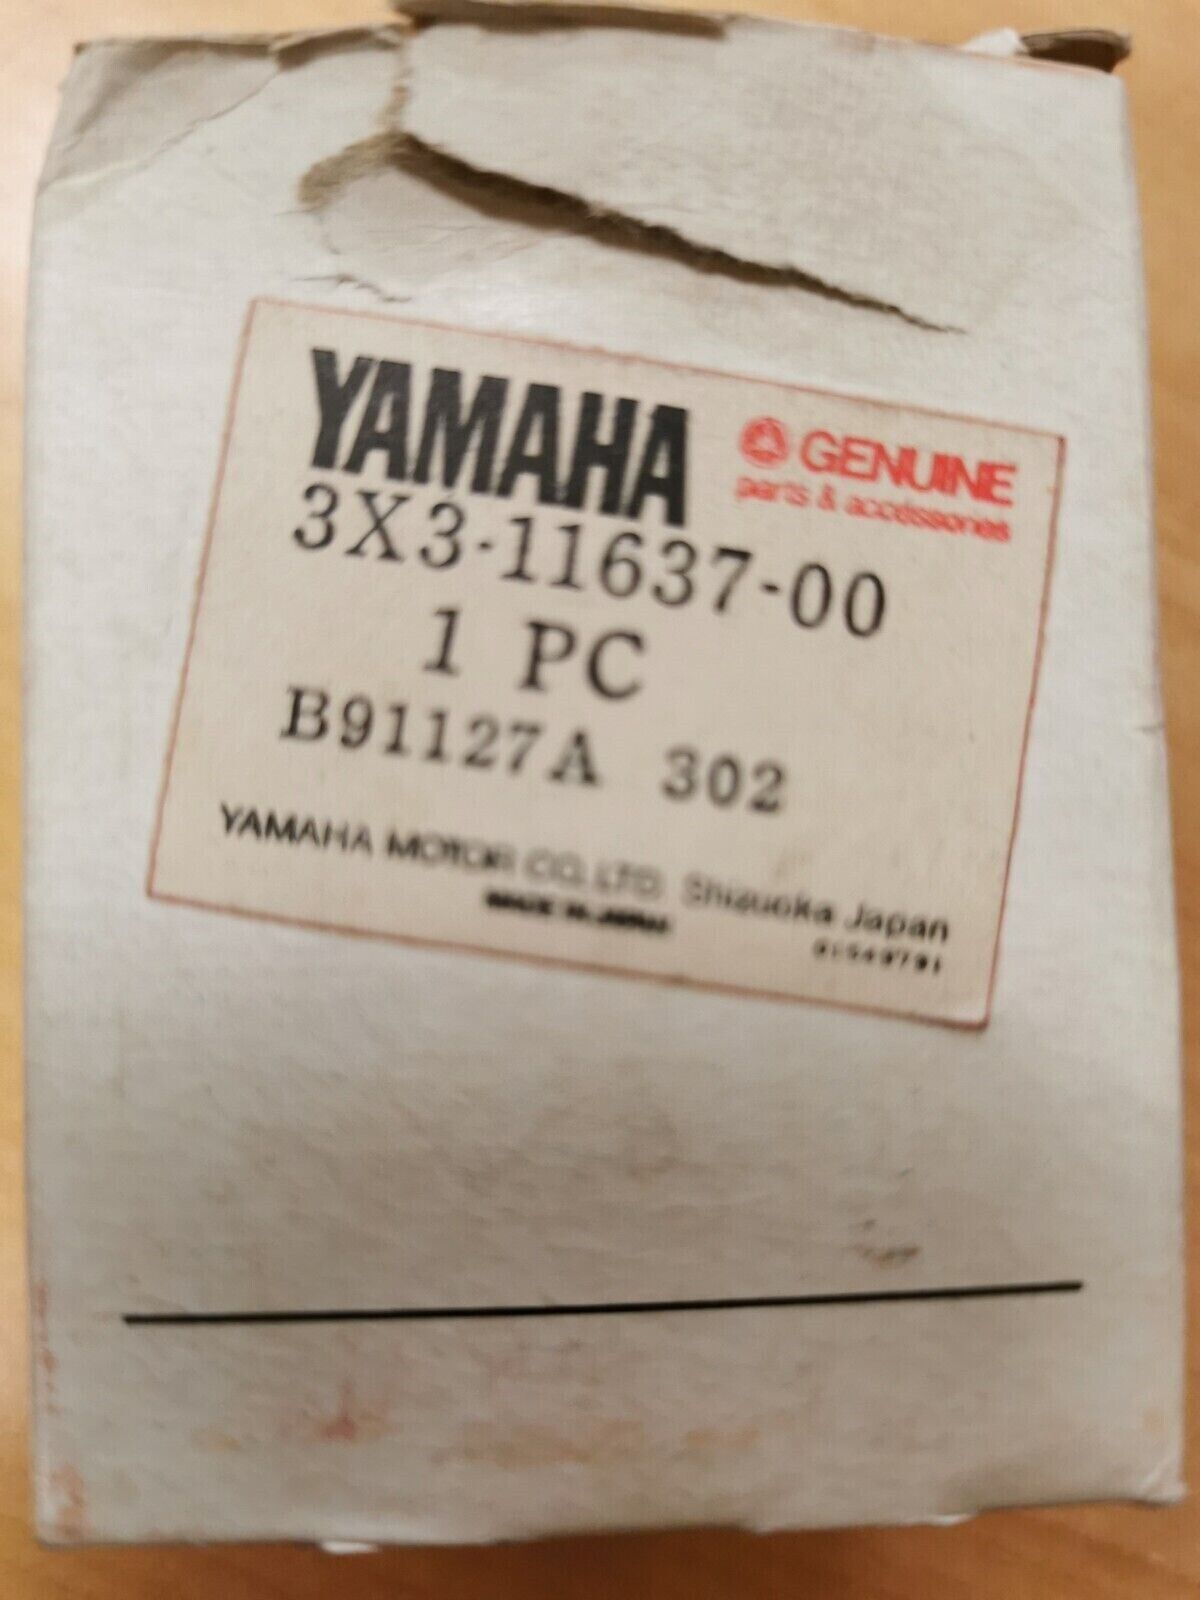 YAMAHA
GENUINE
parts & accessories
3X3-11637-00
1 PC
B91127A 302
YAMAHA MOTOR CO., LTD. Shizuoka Japan
MADE IN JAPAN